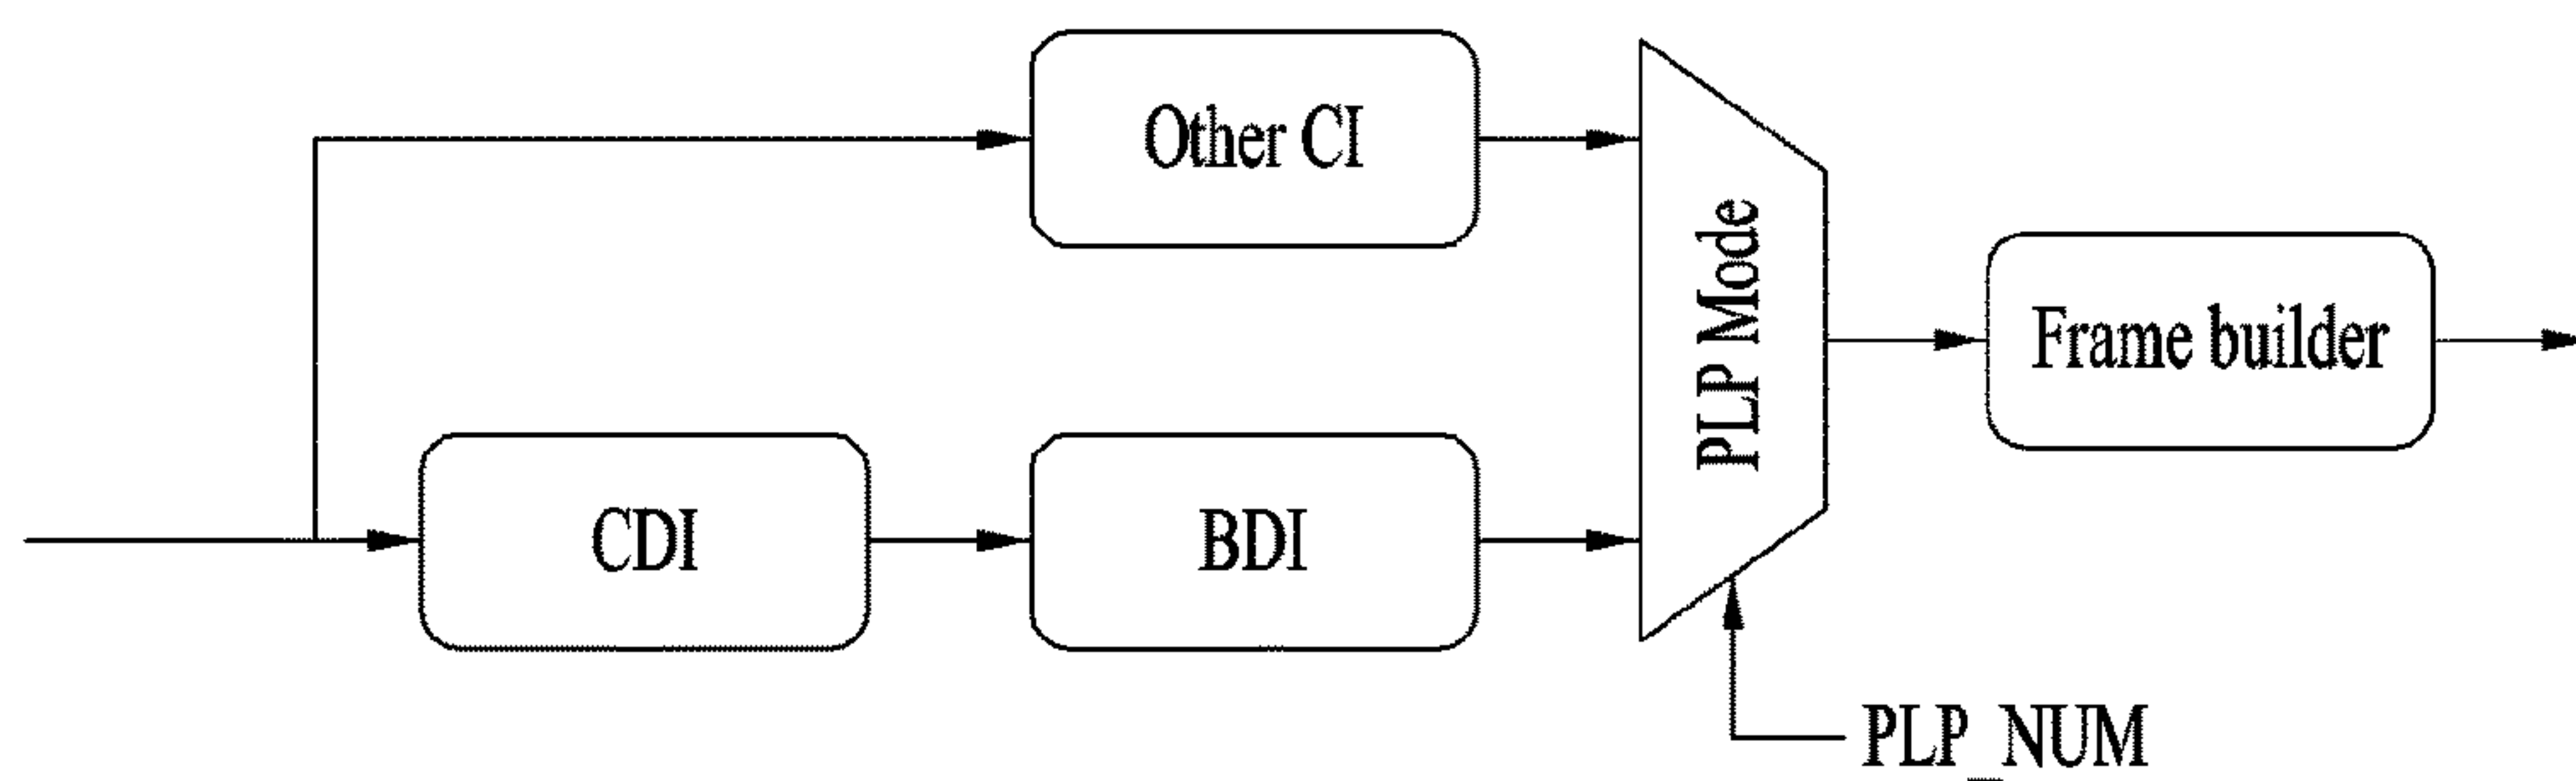 Other CI
PLP Mode
Frame builder
CDI
BDI
PLP_NUM